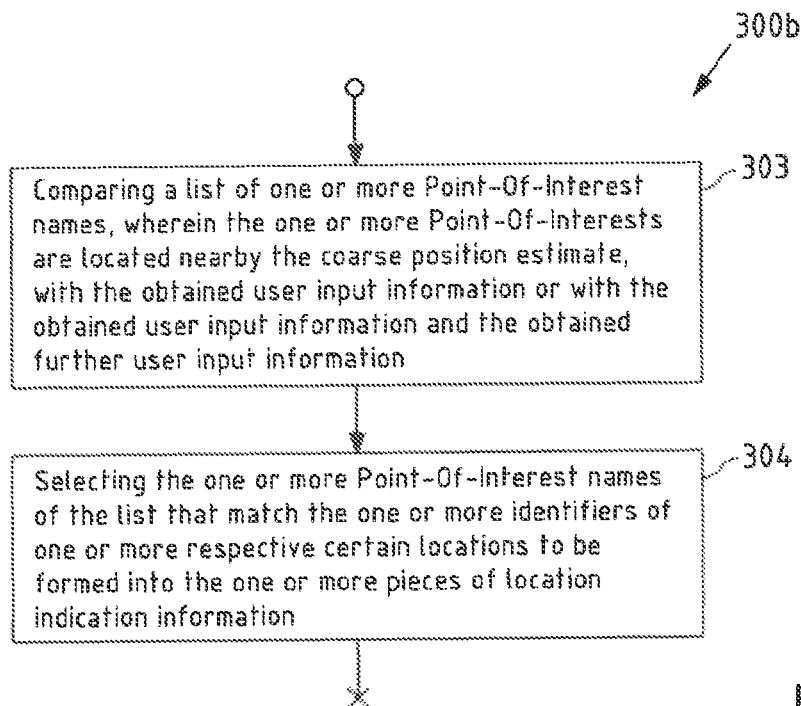 300b
303
Comparing a list of one or more Point-Of-Interest
names, wherein the one or more Point-Of-Interests
are located nearby the coarse position estimate,
with the obtained user input information or with the
obtained user input information and the obtained
further user input information
304
Selecting the one or more Point-Of-Interest names
of the list that match the one or more identifiers of
one or more respective certain locations to be
formed into the one or more pieces of location
indication information